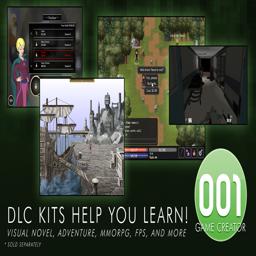 DLC KITS HELP YOU LEARN!
VISUAL NOVEL, ADVENTURE, MMORPG, FPS, AND MORE
* SOLD SEPARATELY
001
GAME CREATOR